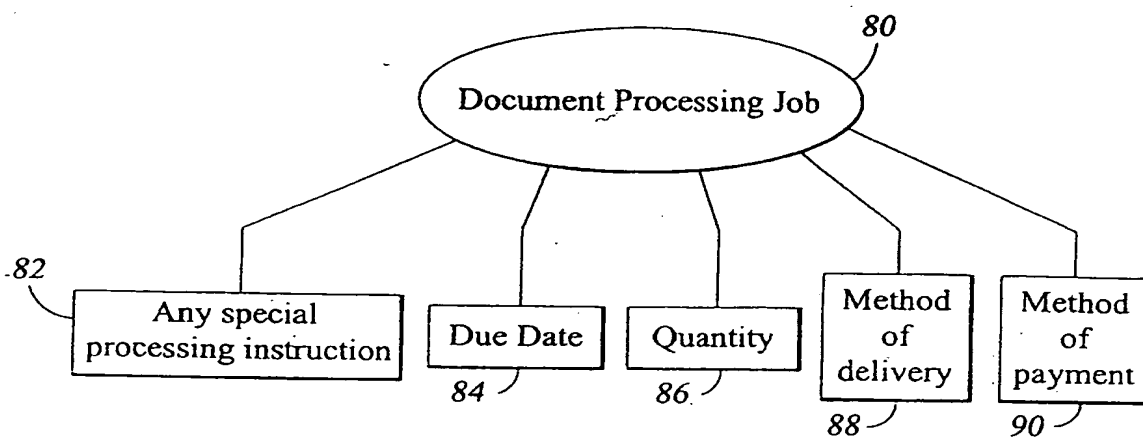 80
Document Processing Job
82
Any special
processing instruction
Due Date
84
Quantity
86
Method
of
delivery
88
Method
of
payment
90